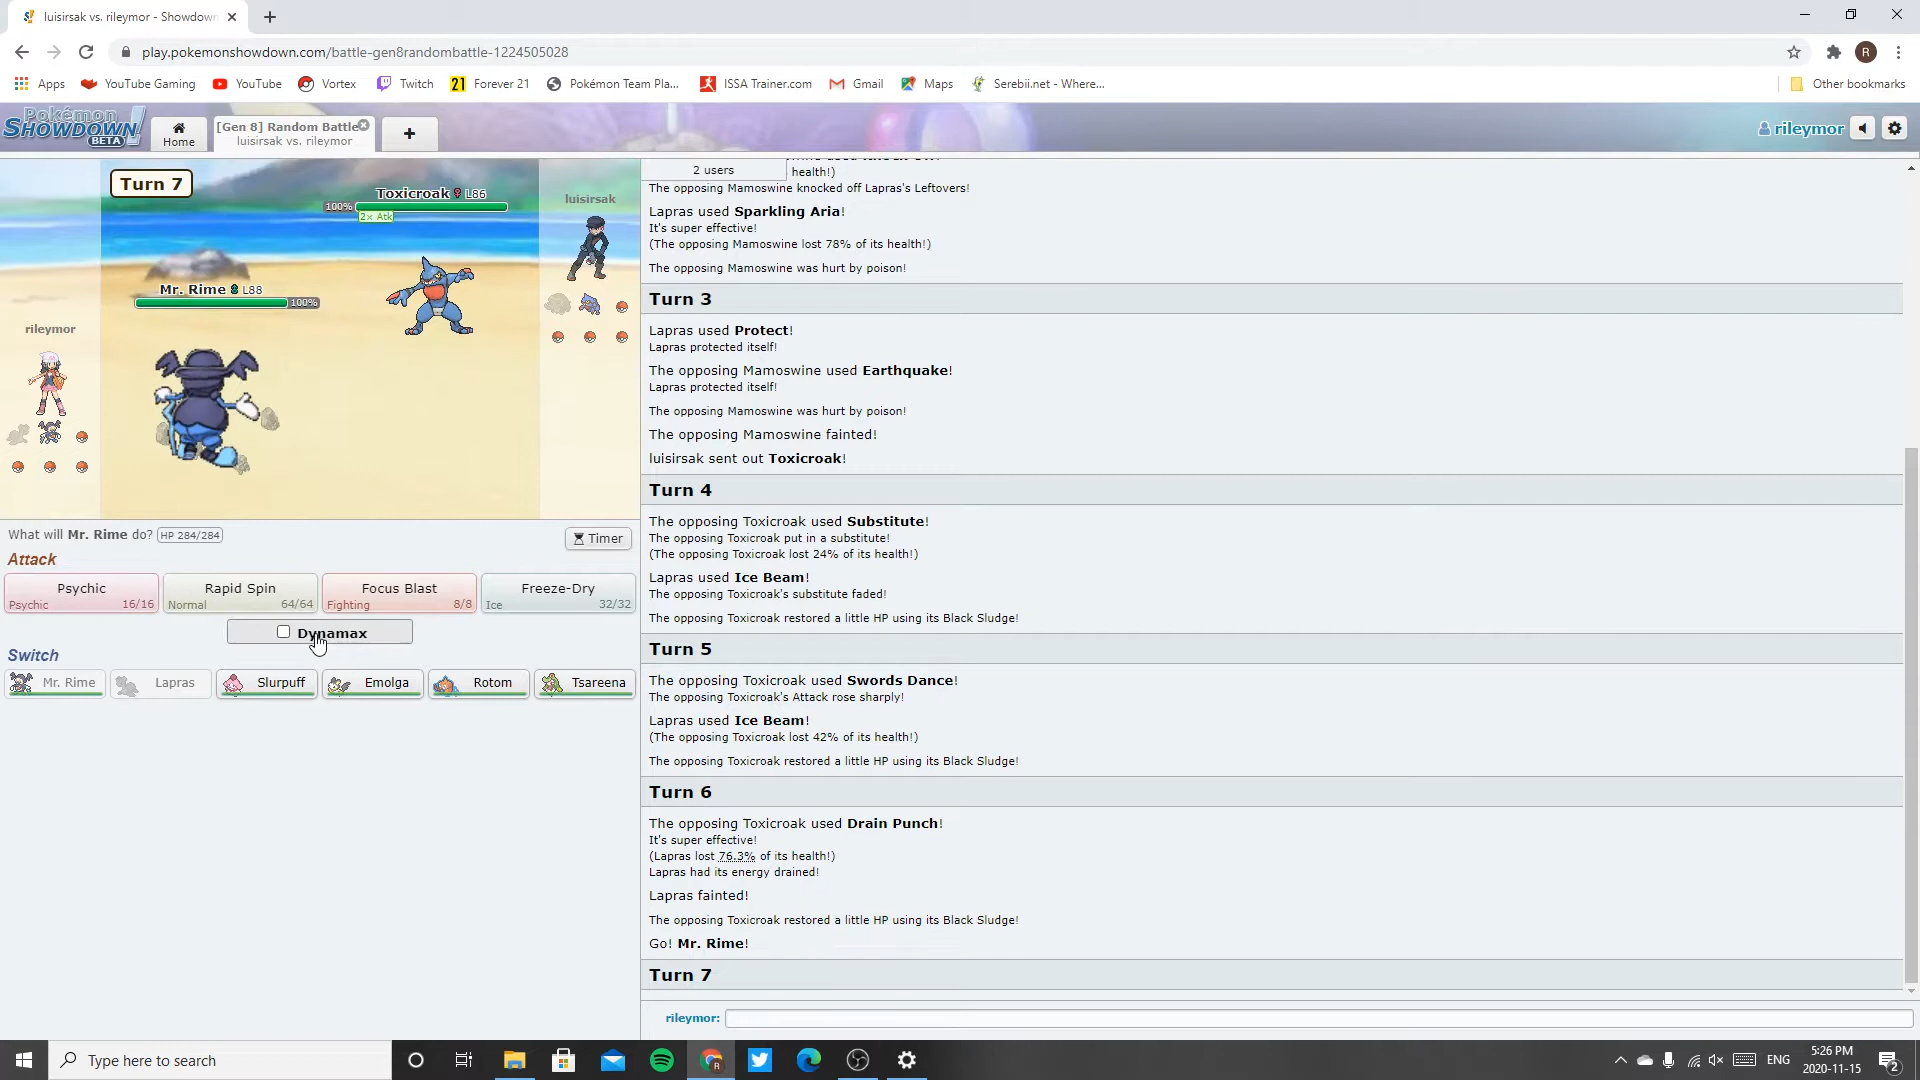 luisirsak vs. rileymor - Showdown
play.pokemonshowdown.com/battle-gen8randombattle-1224505028
R
Apps
YouTube Gaming
YouTube
Vortex
Twitch
21 Forever 21
Pokémon Team Pla...
ISSA Trainer.com
Gmail
Maps
Serebii.net - Where...
Other bookmarks
Pokémon
SHOWDOWN!
BETA
Home
[Gen 8] Random Battle
luisirsak vs. rileymor
rileymor
Turn 7
Toxicroak L86
100%
2× Atk
luisirsak
Mr. Rime L88
100%
rileymor
What will Mr. Rime do? HP 284/284
Timer
Attack
Psychic
Psychic 16/16
Rapid Spin
Normal 64/64
Focus Blast
Fighting 8/8
Freeze-Dry
Ice 32/32
Dynamax
Switch
Mr. Rime
Lapras
Slurpuff
Emolga
Rotom
Tsareena
2 users
health!)
The opposing Mamoswine knocked off Lapras's Leftovers!
Lapras used Sparkling Aria!
It's super effective!
(The opposing Mamoswine lost 78% of its health!)
The opposing Mamoswine was hurt by poison!
Turn 3
Lapras used Protect!
Lapras protected itself!
The opposing Mamoswine used Earthquake!
Lapras protected itself!
The opposing Mamoswine was hurt by poison!
The opposing Mamoswine fainted!
luisirsak sent out Toxicroak!
Turn 4
The opposing Toxicroak used Substitute!
The opposing Toxicroak put in a substitute!
(The opposing Toxicroak lost 24% of its health!)
Lapras used Ice Beam!
The opposing Toxicroak's substitute faded!
The opposing Toxicroak restored a little HP using its Black Sludge!
Turn 5
The opposing Toxicroak used Swords Dance!
The opposing Toxicroak's Attack rose sharply!
Lapras used Ice Beam!
(The opposing Toxicroak lost 42% of its health!)
The opposing Toxicroak restored a little HP using its Black Sludge!
Turn 6
The opposing Toxicroak used Drain Punch!
It's super effective!
(Lapras lost 76.3% of its health!)
Lapras had its energy drained!
Lapras fainted!
The opposing Toxicroak restored a little HP using its Black Sludge!
Go! Mr. Rime!
Turn 7
rileymor:
Type here to search
ENG
5:26 PM
2020-11-15
2